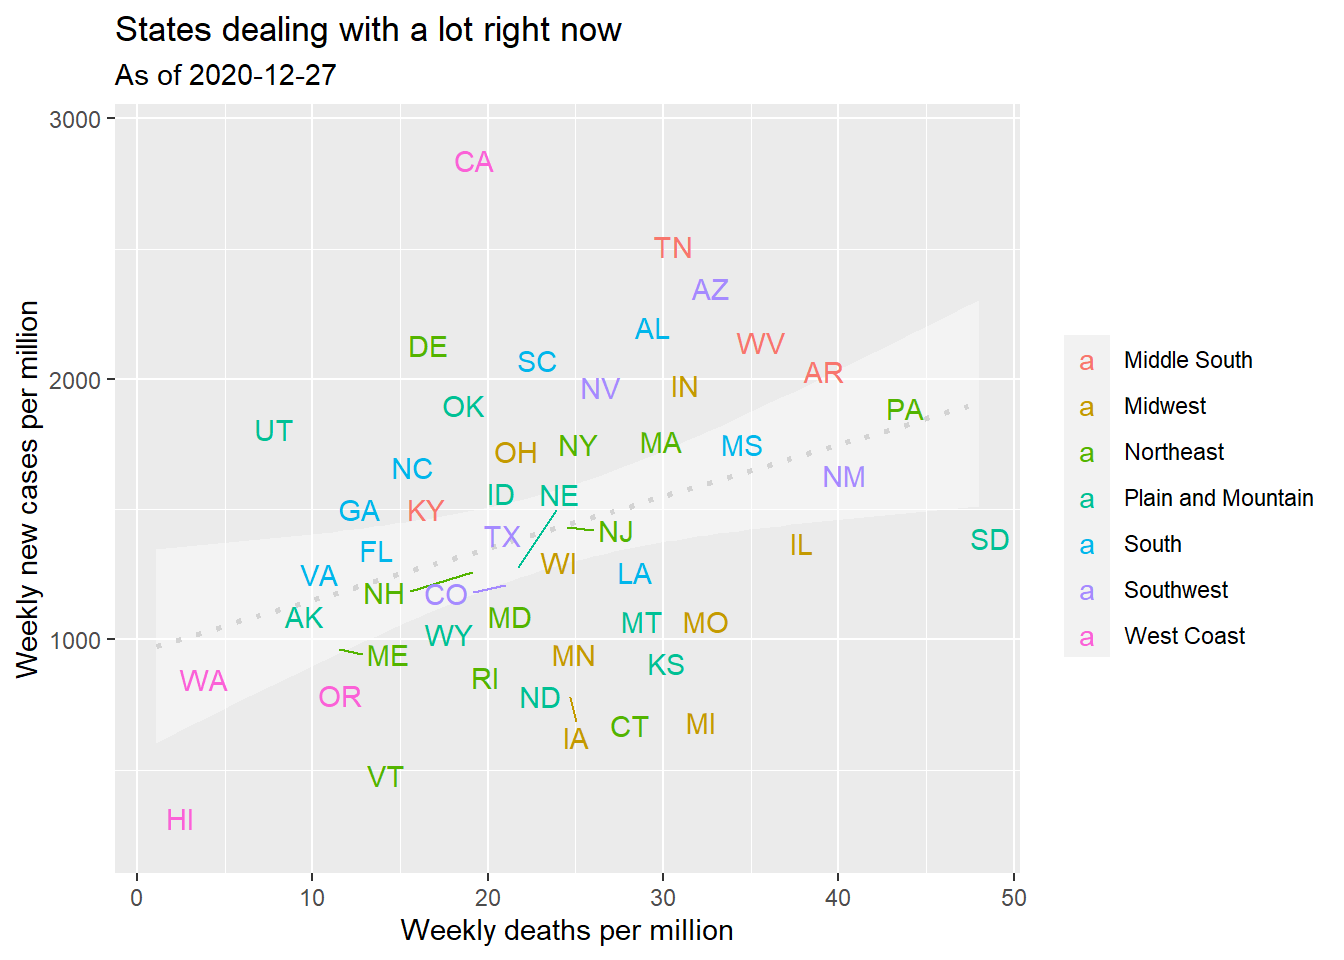 States dealing with a lot right now
As of 2020-12-27
Weekly new cases per million
3000
2000
1000
CA
TN
AZ
AL
WV
DE
SC
AR
NV
IN
OK
PA
UT
OH
NY
MA
MS
NC
NM
ID
NE
GA
KY
TX
NJ
IL
SD
FL
WI
VA
LA
NH
CO
AK
MD
MT
MO
WY
ME
MN
KS
WA
RI
OR
ND
CT
MI
IA
VT
HI
0
10
20
30
40
50
Weekly deaths per million
a Middle South
a Midwest
a Northeast
a Plain and Mountain
a South
a Southwest
a West Coast